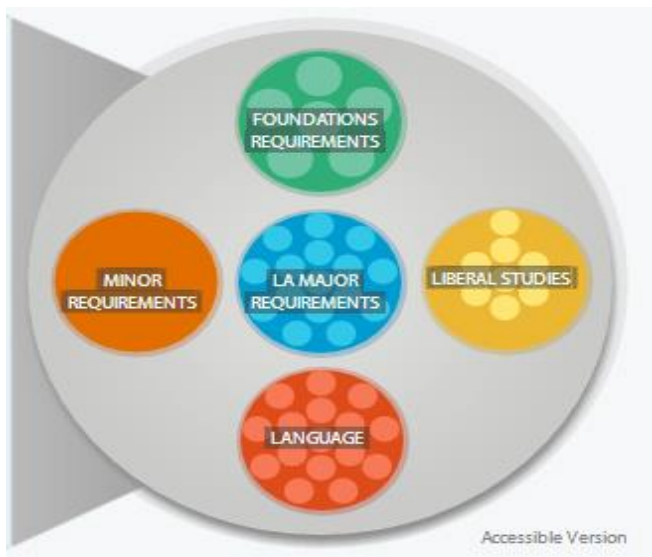 FOUNDATIONS
REQUIREMENTS
MINOR
REQUIREMENTS
LA MAJOR
REQUIREMENTS
LIBERAL STUDIES
LANGUAGE
Accessible Version